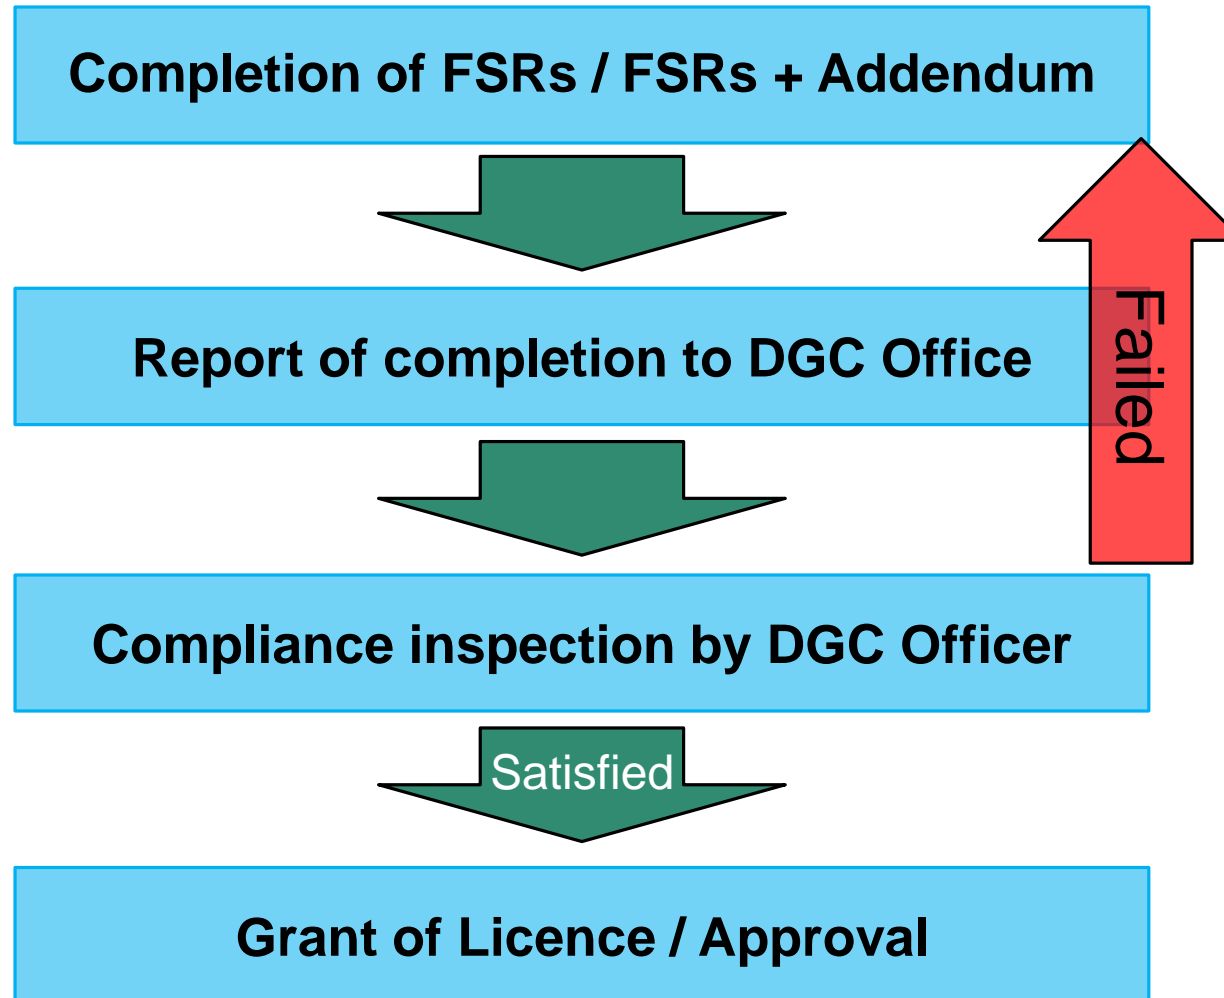 Completion of FSRs / FSRs + Addendum
Report of completion to DGC Office
Failed
Compliance inspection by DGC Officer
Satisfied
Grant of Licence / Approval